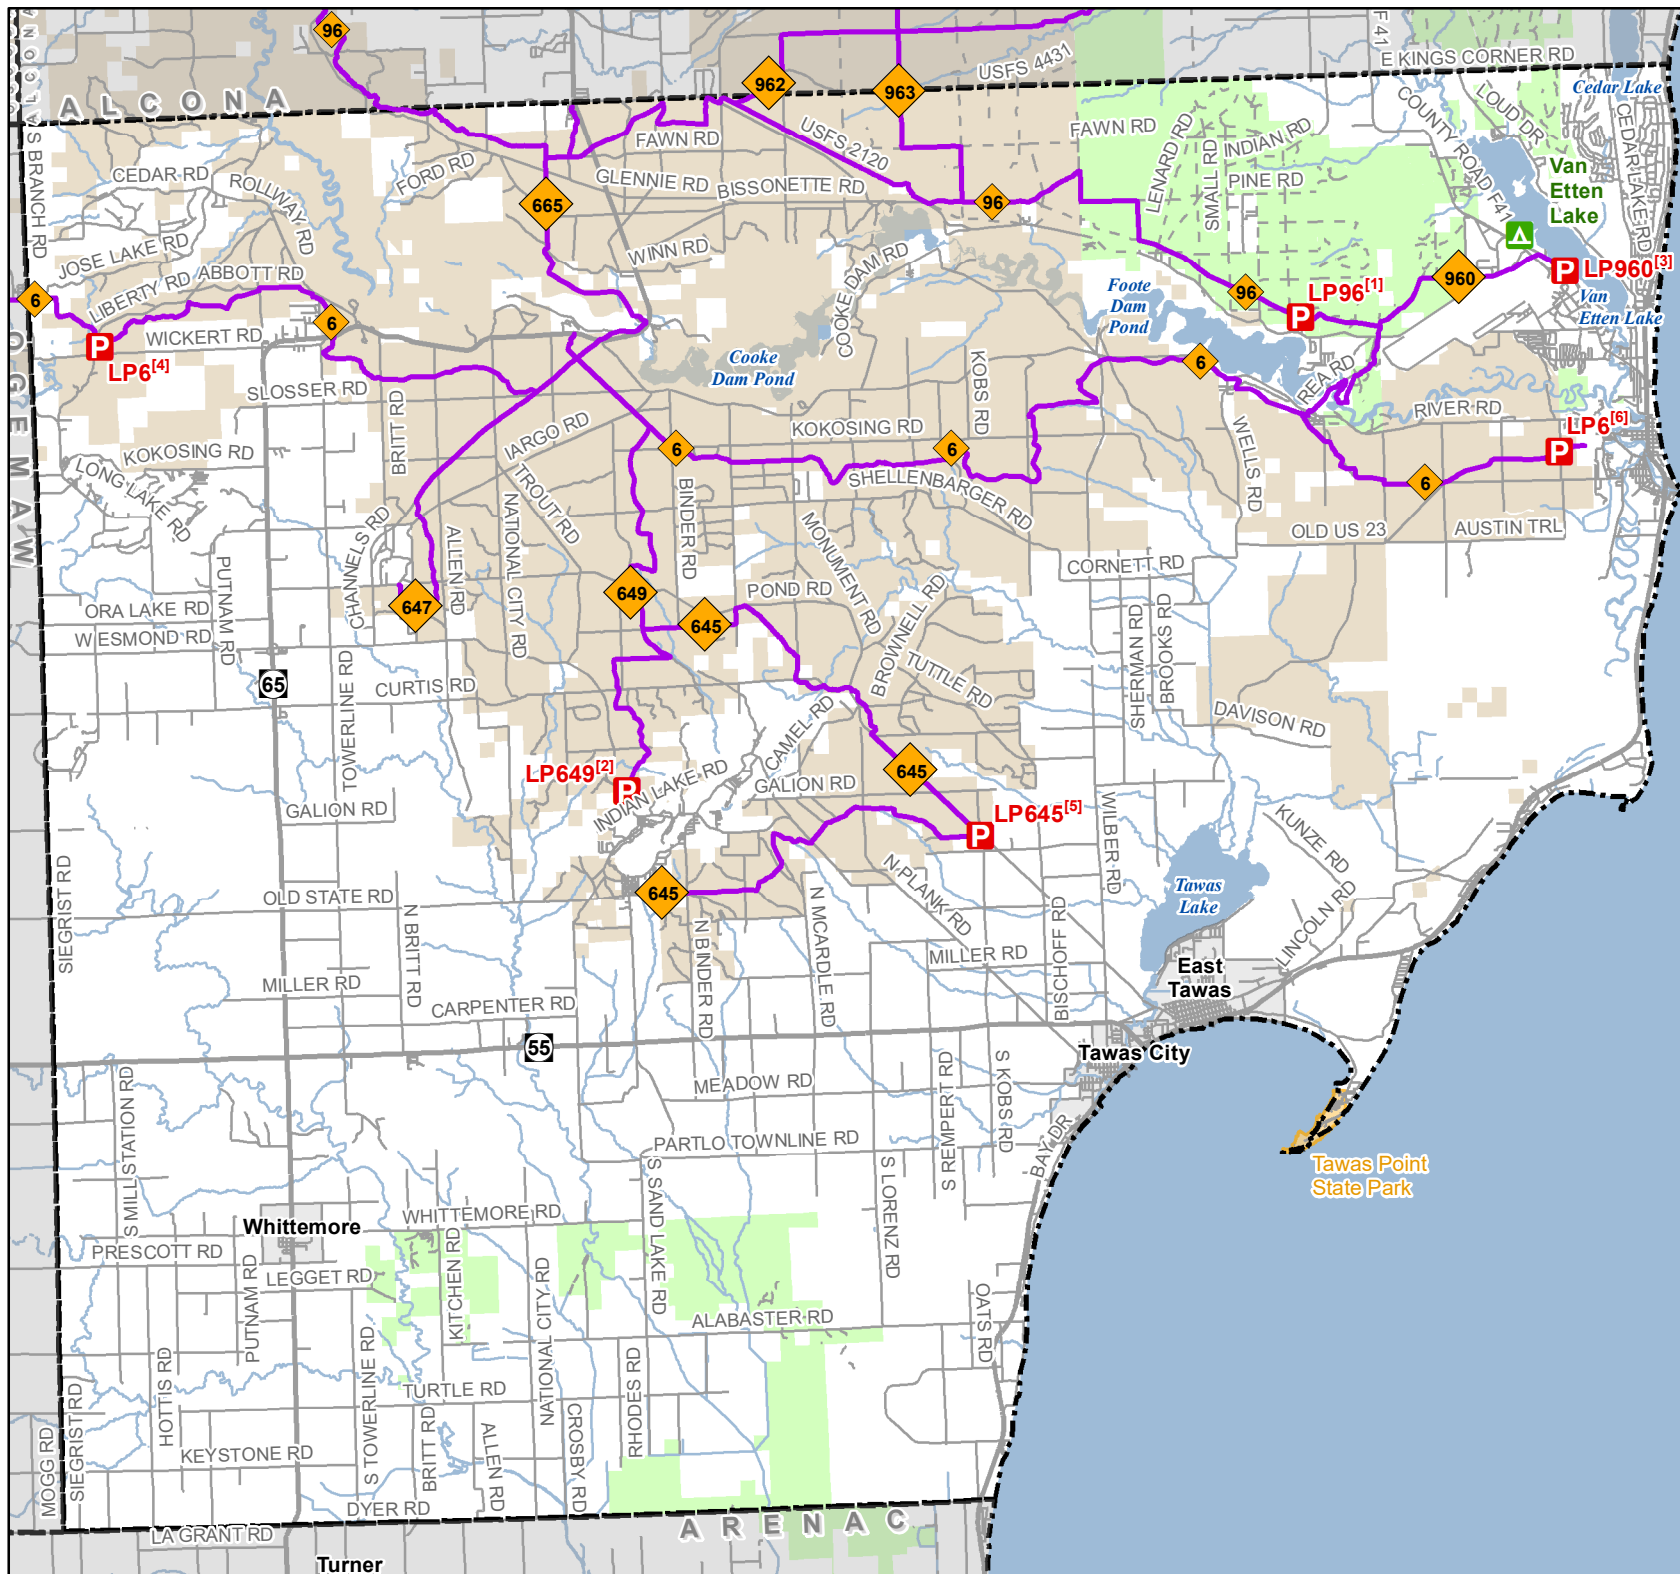 96
962
963
USFS 4431
F 41
E KINGS CORNER RD
ALCONA
Cedar Lake
COUNTY ROAD F41
LOUD DR
CEDAR LAKE RD
S BRANCH RD
CEDAR RD
ROLLWAY RD
FORD RD
FAWN RD
USFS 2120
FAWN RD
LENARD RD
SMALL RD
INDIAN RD
PINE RD
GLENNIE RD
BISSONETTE RD
665
96
Van
Etten
Lake
JOSE LAKE RD
LIBERTY RD
ABBOTT RD
WINN RD
COOKE DAM RD
Foote
Dam
Pond
96
LP96[1]
960
LP960[3]
Van
Etten Lake
6
6
P
P
P
LP6[4]
WICKERT RD
SLOSSER RD
Cooke
Dam Pond
KOBS RD
6
REA RD
RIVER RD
LP6[6]
P
OGEMAW
KOKOSING RD
LONG LAKE RD
BRITT RD
IARGO RD
TROUT RD
NATIONAL CITY RD
6
KOKOSING RD
6
SHELLENBARGER RD
WELLS RD
6
OLD US 23
AUSTIN TRL
BINDER RD
MONUMENT RD
CHANNELS RD
ALLEN RD
PUTNAM RD
ORA LAKE RD
W ESMOND RD
647
649
645
POND RD
BROWNELL RD
CORNETT RD
SHERMAN RD
BROOKS RD
TUTTLE RD
65
TOWERLINE RD
CURTIS RD
DAVISON RD
CAMEL RD
645
LP649[2]
P
INDIAN LAKE RD
GALION RD
GALION RD
LP645[5]
P
WILBER RD
KUNZE RD
SIEGRIST RD
OLD STATE RD
645
N PLANK RD
Tawas
Lake
LINCOLN RD
N BRITT RD
N BINDER RD
N MCARDLE RD
BISCHOFF RD
MILLER RD
MILLER RD
East
Tawas
CARPENTER RD
55
Tawas City
MEADOW RD
S MILLSTATION RD
S REMPERT RD
S KOBS RD
PARTLO TOWNLINE RD
BAY DR
Tawas Point
State Park
S SAND LAKE RD
S LORENZ RD
Whittemore
WHITTEMORE RD
PRESCOTT RD
PUTNAM RD
LEGGET RD
KITCHEN RD
NATIONAL CITY RD
ALABASTER RD
OATS RD
HOTTIS RD
S TOWERLINE RD
TURTLE RD
RHODES RD
CROSBY RD
MOGG RD
SIEGRIST RD
KEYSTONE RD
BRITT RD
ALLEN RD
DYER RD
LA GRANT RD
ARENAC
Turner